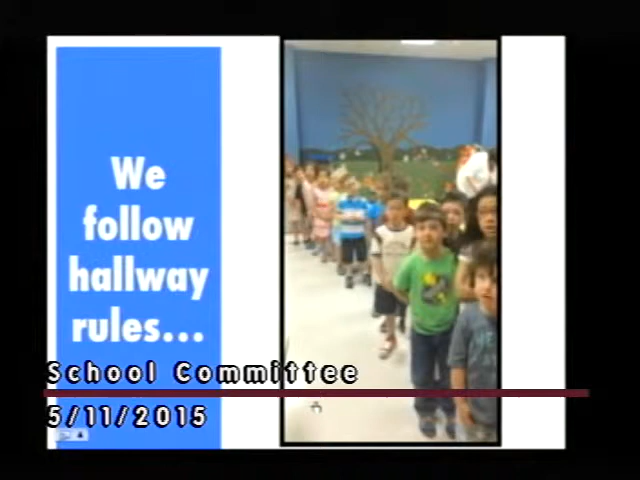 We
follow
hallway
rules...
School Committee
5/11/2015